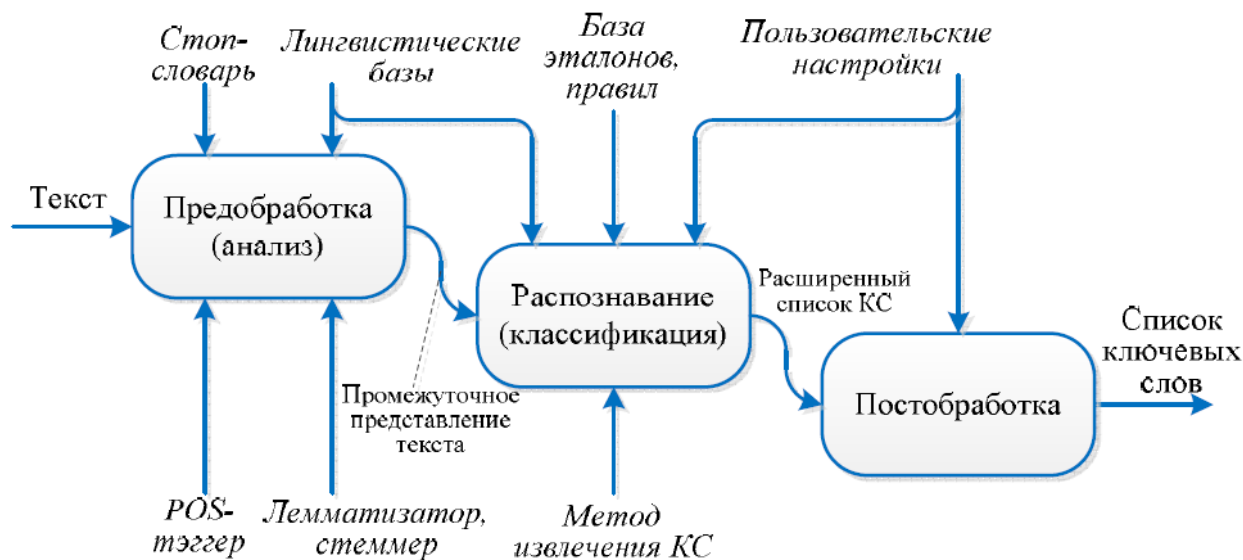 Стоп-
словарь
Лингвистические
базы
База
эталонов,
правил
Пользовательские
настройки
Текст
Предобработка
(анализ)
Распознавание
(классификация)
Расширенный
список КС
Постобработка
Список
ключевых
слов
Промежуточное
представление
текста
POS-
тэггер
Лемматизатор,
стеммер
Метод
извлечения КС